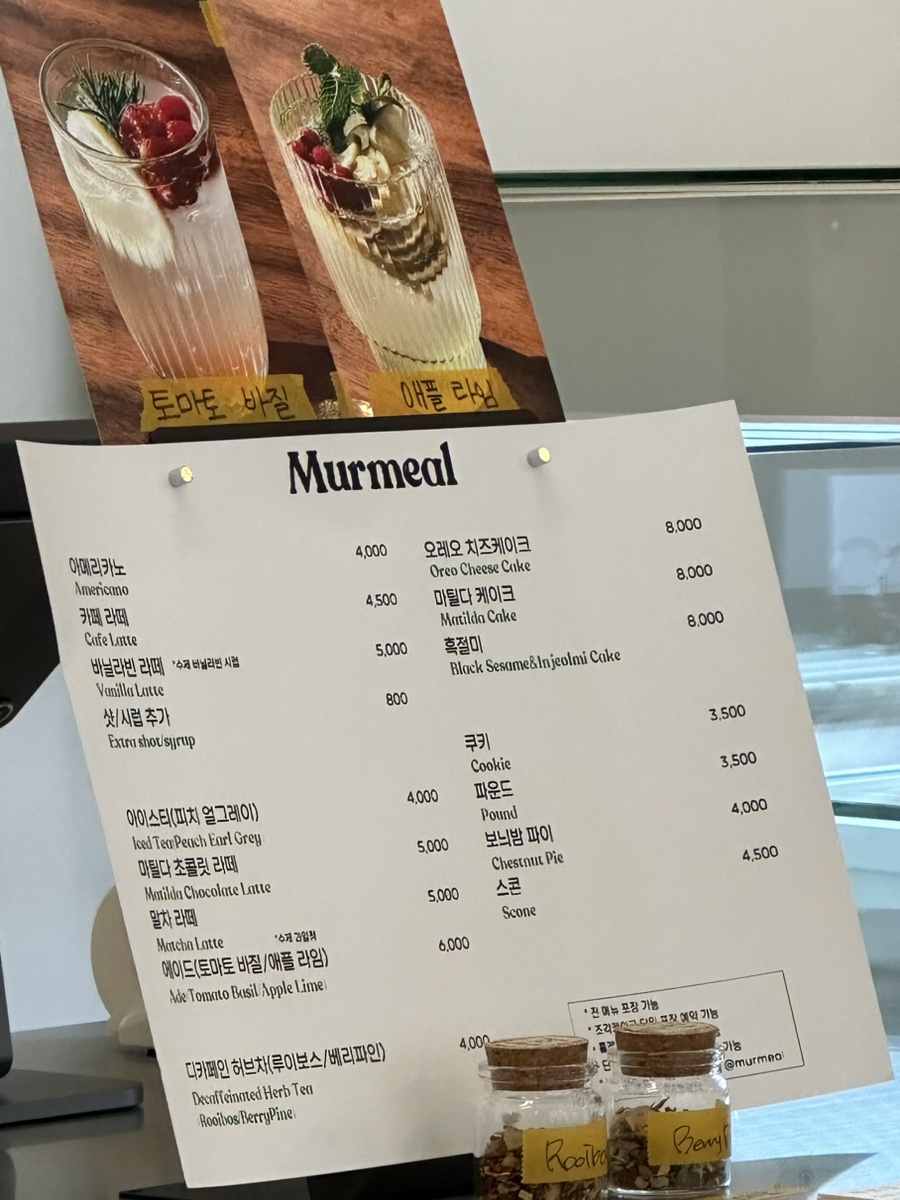 토마토 바질
애플 라임
Murmeal
아메리카노 4,000
Americano
카페 라떼 4,500
Cafe Latte
바닐라빈 라떼 *수제 바닐라빈 시럽 5,000
Vanilla Latte
샷/시럽 추가 800
Extra shot/syrup
아이스티(피치 얼그레이) 4,000
Iced Tea(Peach Earl Grey)
마틸다 초콜릿 라떼 5,000
Matilda Chocolate Latte
말차 라떼 5,000
Matcha Latte
*수제 과일청
에이드(토마토 바질/애플 라임) 6,000
Ade(Tomato Basil/Apple Lime)
디카페인 허브차(루이보스/베리파인) 4,000
Decaffeinated Herb Tea
(Rooibos/BerryPine)
오레오 치즈케이크 8,000
Oreo Cheese Cake
마틸다 케이크 8,000
Matilda Cake
흑절미 8,000
Black Sesame&Injeolmi Cake
쿠키 3,500
Cookie
파운드 3,500
Pound
보늬밤 파이 4,000
Chestnut Pie
스콘 4,500
Scone
* 전 메뉴 포장 가능
예약 가능
가능
@murmeal
Rooibo
Berry